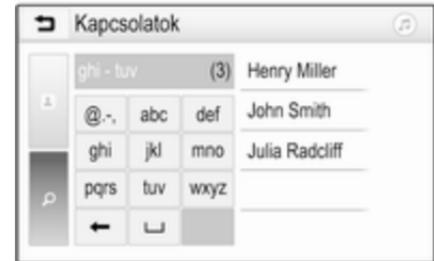 Kapcsolatok
ghi - tuv (3)
@.-, abc def
ghi jkl mno
pqrs tuv wxyz
Henry Miller
John Smith
Julia Radcliff